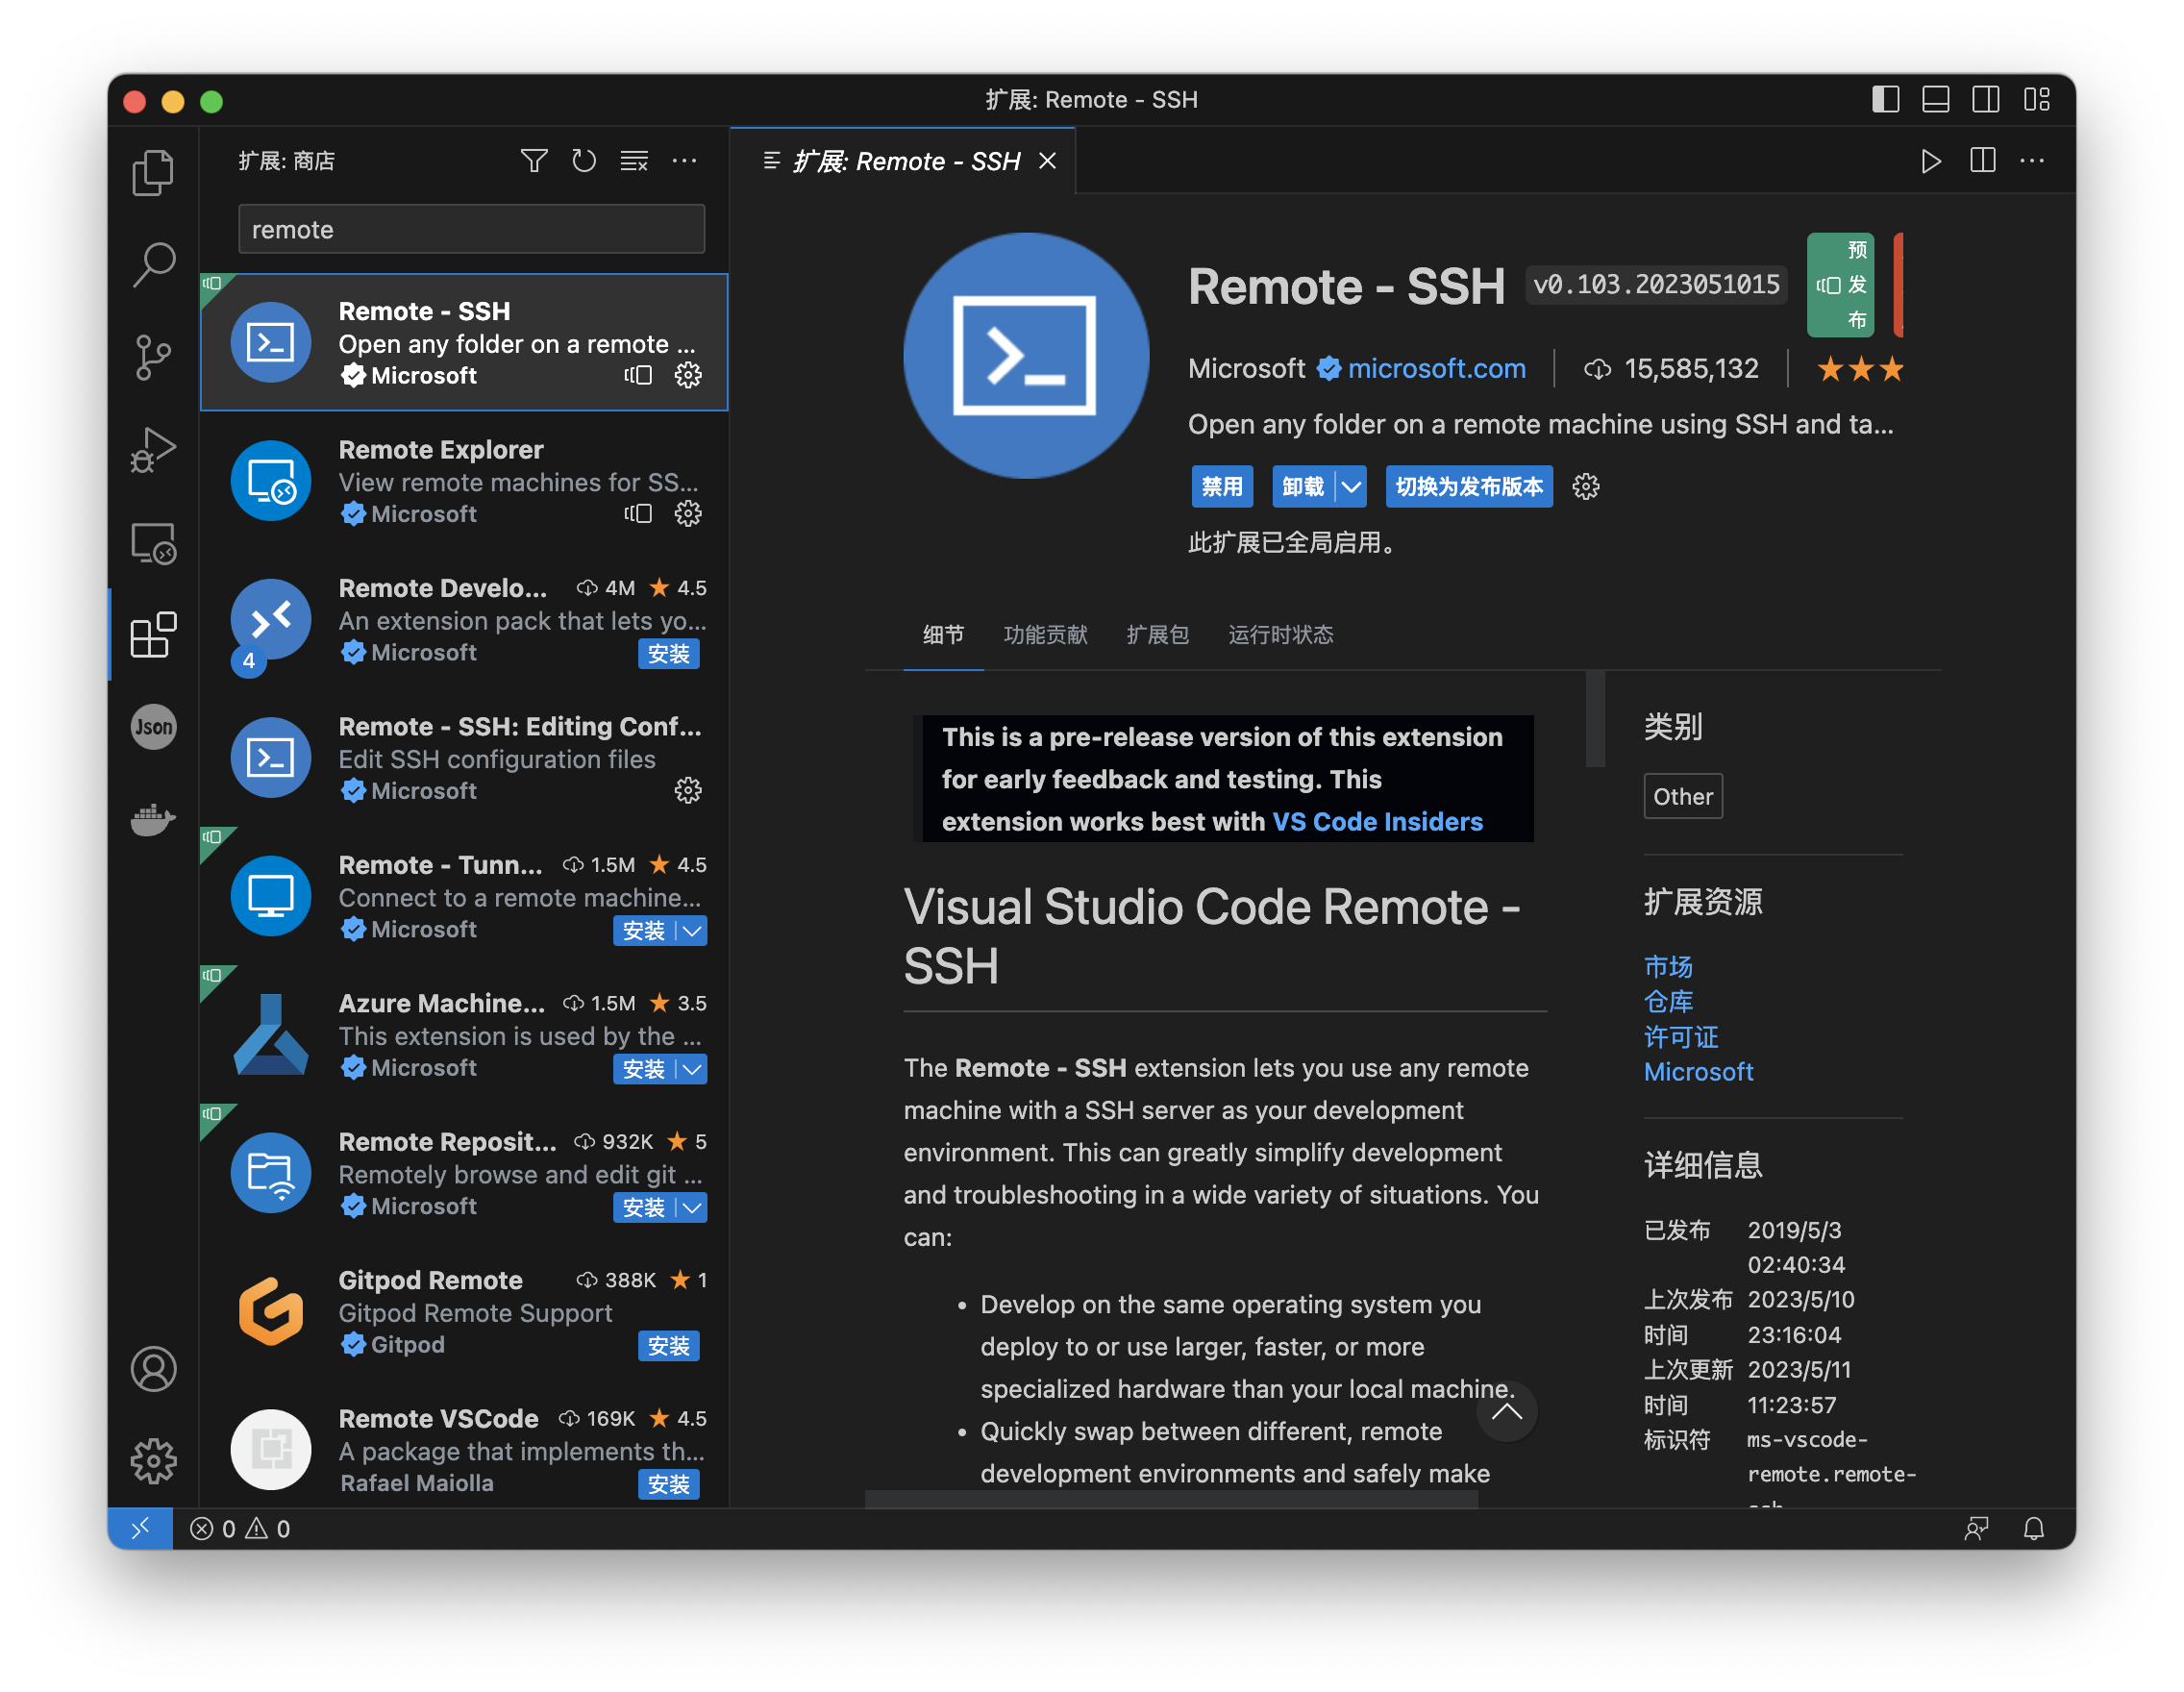 扩展: Remote - SSH
扩展: 商店
remote
Remote - SSH
Open any folder on a remote ...
Microsoft
Remote Explorer
View remote machines for SS...
Microsoft
Remote Develo... 4M 4.5
An extension pack that lets yo...
Microsoft 安装
4
Remote - SSH: Editing Conf...
Edit SSH configuration files
Microsoft
Remote - Tunn... 1.5M 4.5
Connect to a remote machine...
Microsoft 安装
Azure Machine... 1.5M 3.5
This extension is used by the ...
Microsoft 安装
Remote Reposit... 932K 5
Remotely browse and edit git ...
Microsoft 安装
Gitpod Remote 388K 1
Gitpod Remote Support
Gitpod 安装
Remote VSCode 169K 4.5
A package that implements th...
Rafael Maiolla 安装
Json
扩展: Remote - SSH
Remote - SSH v0.103.2023051015
预
发
布
Microsoft microsoft.com 15,585,132
Open any folder on a remote machine using SSH and ta...
禁用 卸载 切换为发布版本
此扩展已全局启用。
细节 功能贡献 扩展包 运行时状态
This is a pre-release version of this extension
for early feedback and testing. This
extension works best with VS Code Insiders
Visual Studio Code Remote -
SSH
The Remote - SSH extension lets you use any remote
machine with a SSH server as your development
environment. This can greatly simplify development
and troubleshooting in a wide variety of situations. You
can:
• Develop on the same operating system you
deploy to or use larger, faster, or more
specialized hardware than your local machine.
• Quickly swap between different, remote
development environments and safely make
类别
Other
扩展资源
市场
仓库
许可证
Microsoft
详细信息
已发布 2019/5/3
02:40:34
上次发布 2023/5/10
时间 23:16:04
上次更新 2023/5/11
时间 11:23:57
标识符 ms-vscode-
remote.remote-
0 0